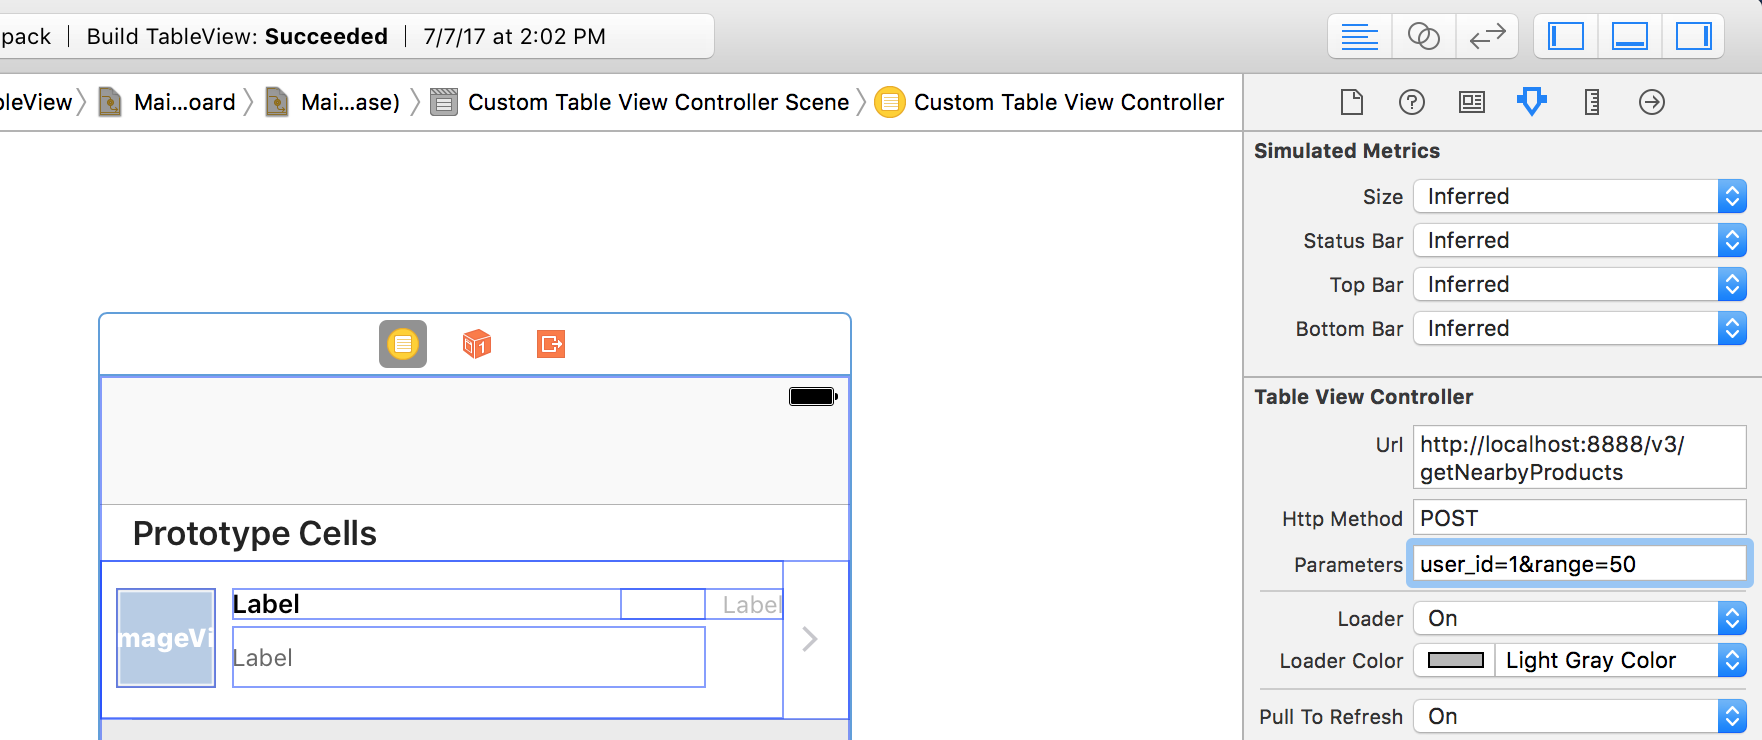 pack | Build TableView: Succeeded | 7/7/17 at 2:02 PM
bleView Mai...oard Mai...ase) Custom Table View Controller Scene Custom Table View Controller
Simulated Metrics
Size Inferred
Status Bar Inferred
Top Bar Inferred
Bottom Bar Inferred
1
Prototype Cells
mageVi
Label
Label
Label
Table View Controller
Url http://localhost:8888/v3/
getNearbyProducts
Http Method POST
Parameters user_id=1&range=50
Loader On
Loader Color Light Gray Color
Pull To Refresh On